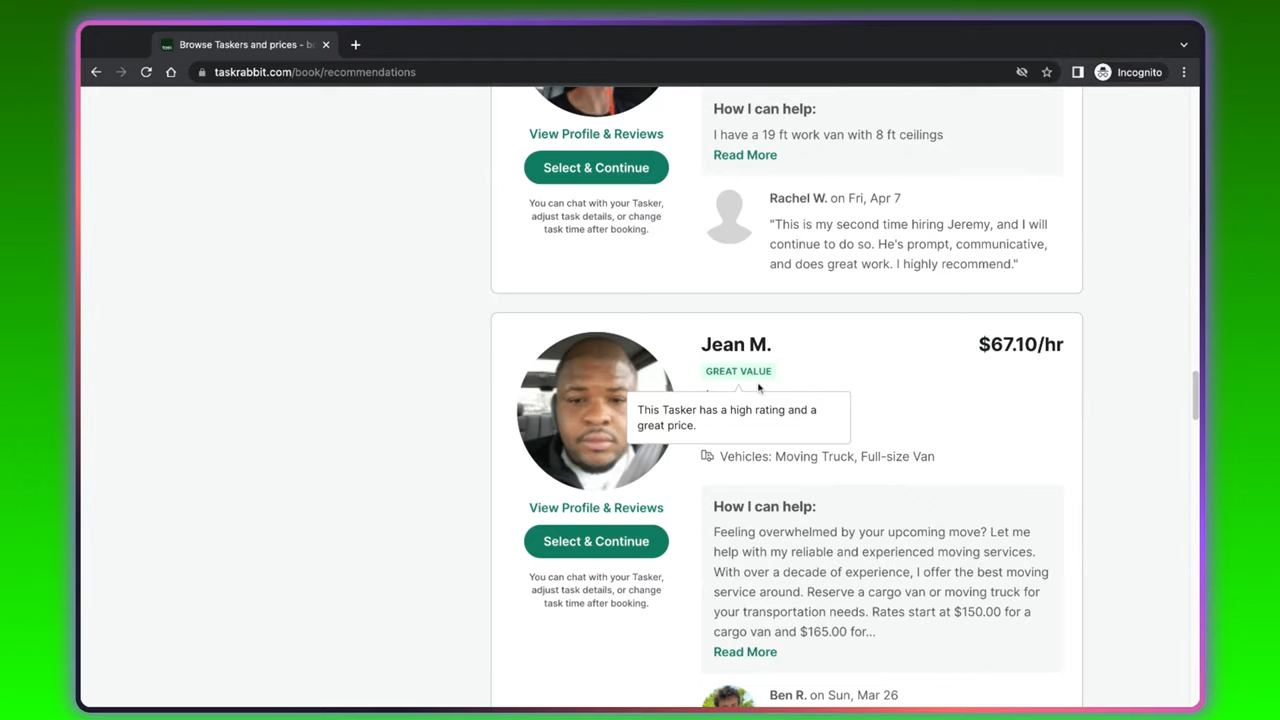 Browse Taskers and prices - bo
taskrabbit.com/book/recommendations
Incognito
How I can help:
I have a 19 ft work van with 8 ft ceilings
Read More
View Profile & Reviews
Select & Continue
You can chat with your Tasker,
adjust task details, or change
task time after booking.
Rachel W. on Fri, Apr 7
"This is my second time hiring Jeremy, and I will
continue to do so. He's prompt, communicative,
and does great work. I highly recommend."
Jean M.
$67.10/hr
GREAT VALUE
This Tasker has a high rating and a
great price.
Vehicles: Moving Truck, Full-size Van
View Profile & Reviews
Select & Continue
You can chat with your Tasker,
adjust task details, or change
task time after booking.
How I can help:
Feeling overwhelmed by your upcoming move? Let me
help with my reliable and experienced moving services.
With over a decade of experience, I offer the best moving
service around. Reserve a cargo van or moving truck for
your transportation needs. Rates start at $150.00 for a
cargo van and $165.00 for...
Read More
Ben R. on Sun, Mar 26